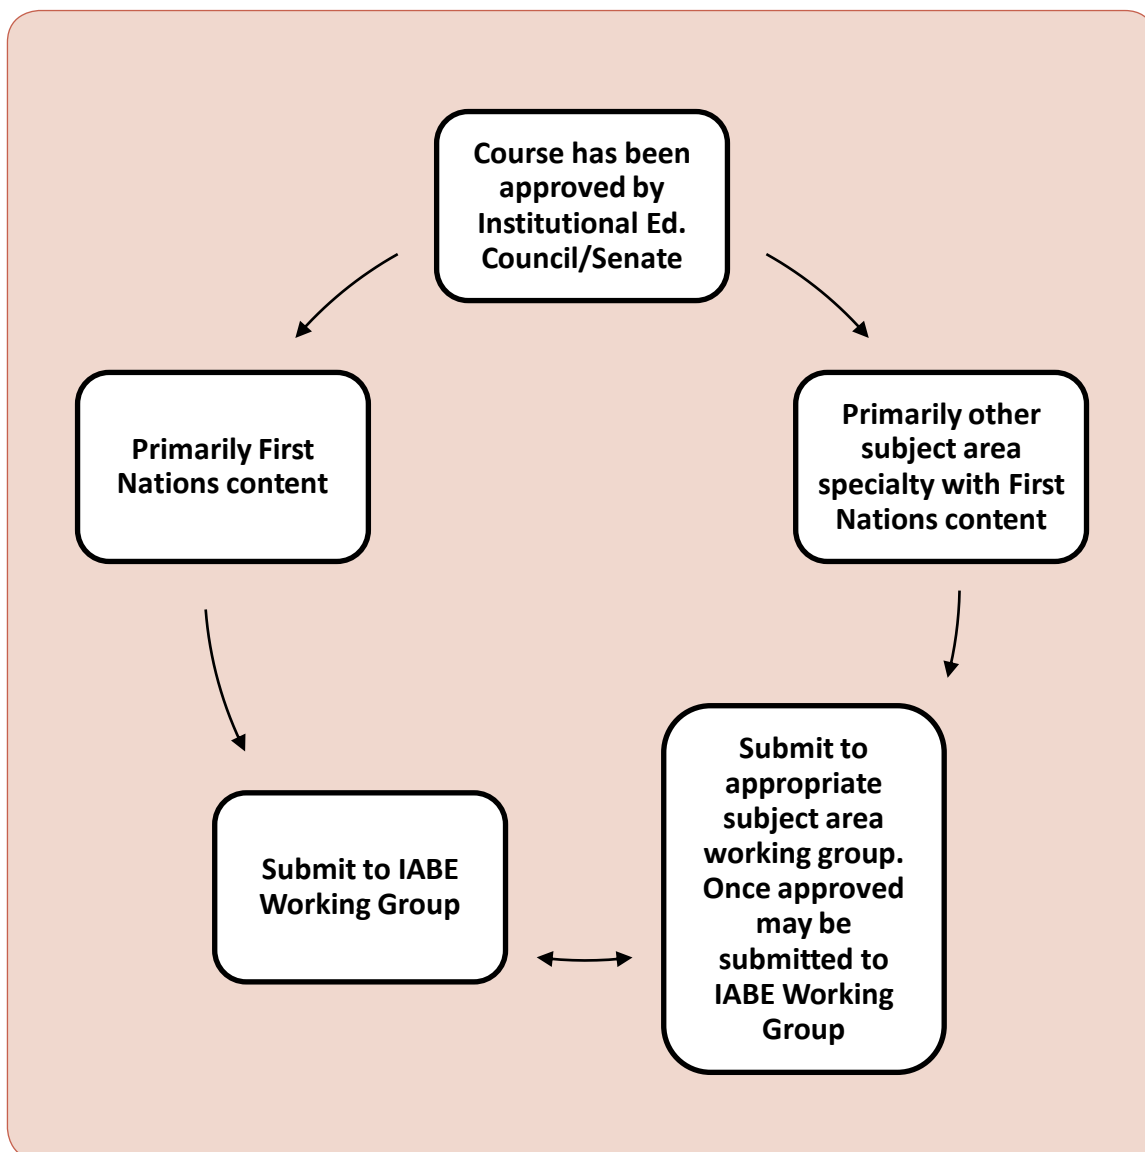 Course has been
approved by
Institutional Ed.
Council/Senate
Primarily First
Nations content
Primarily other
subject area
specialty with First
Nations content
Submit to IABE
Working Group
Submit to
appropriate
subject area
working group.
Once approved
may be
submitted to
IABE Working
Group